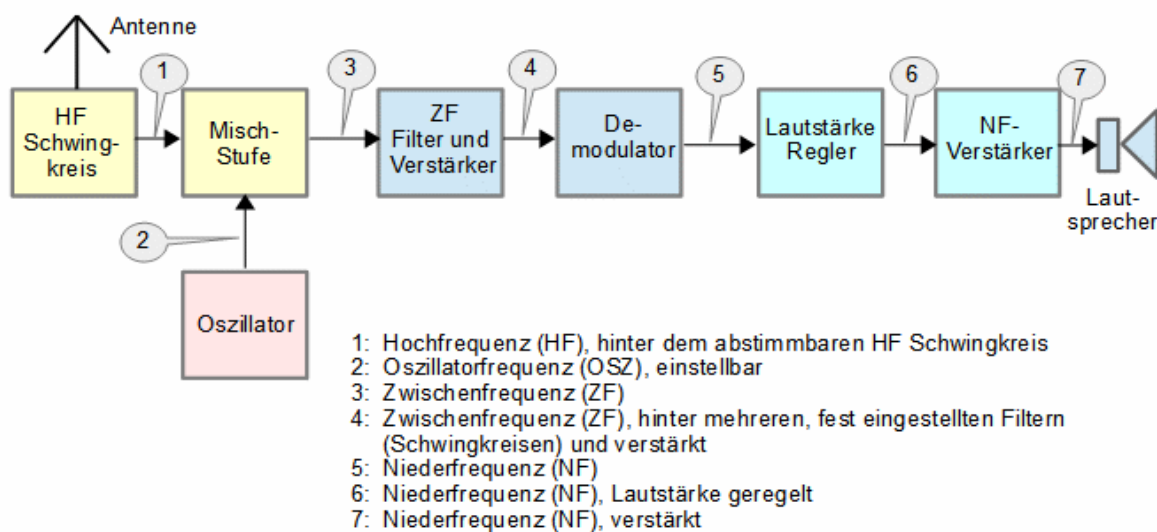 Antenne
1
3
4
5
6
7
HF
Schwing-
kreis
Misch-
Stufe
ZF
Filter und
Verstärker
De-
modulator
Lautstärke
Regler
NF-
Verstärker
Laut-
sprecher
2
Oszillator
1: Hochfrequenz (HF), hinter dem abstimmbaren HF Schwingkreis
2: Oszillatorfrequenz (OSZ), einstellbar
3: Zwischenfrequenz (ZF)
4: Zwischenfrequenz (ZF), hinter mehreren, fest eingestellten Filtern
(Schwingkreisen) und verstärkt
5: Niederfrequenz (NF)
6: Niederfrequenz (NF), Lautstärke geregelt
7: Niederfrequenz (NF), verstärkt